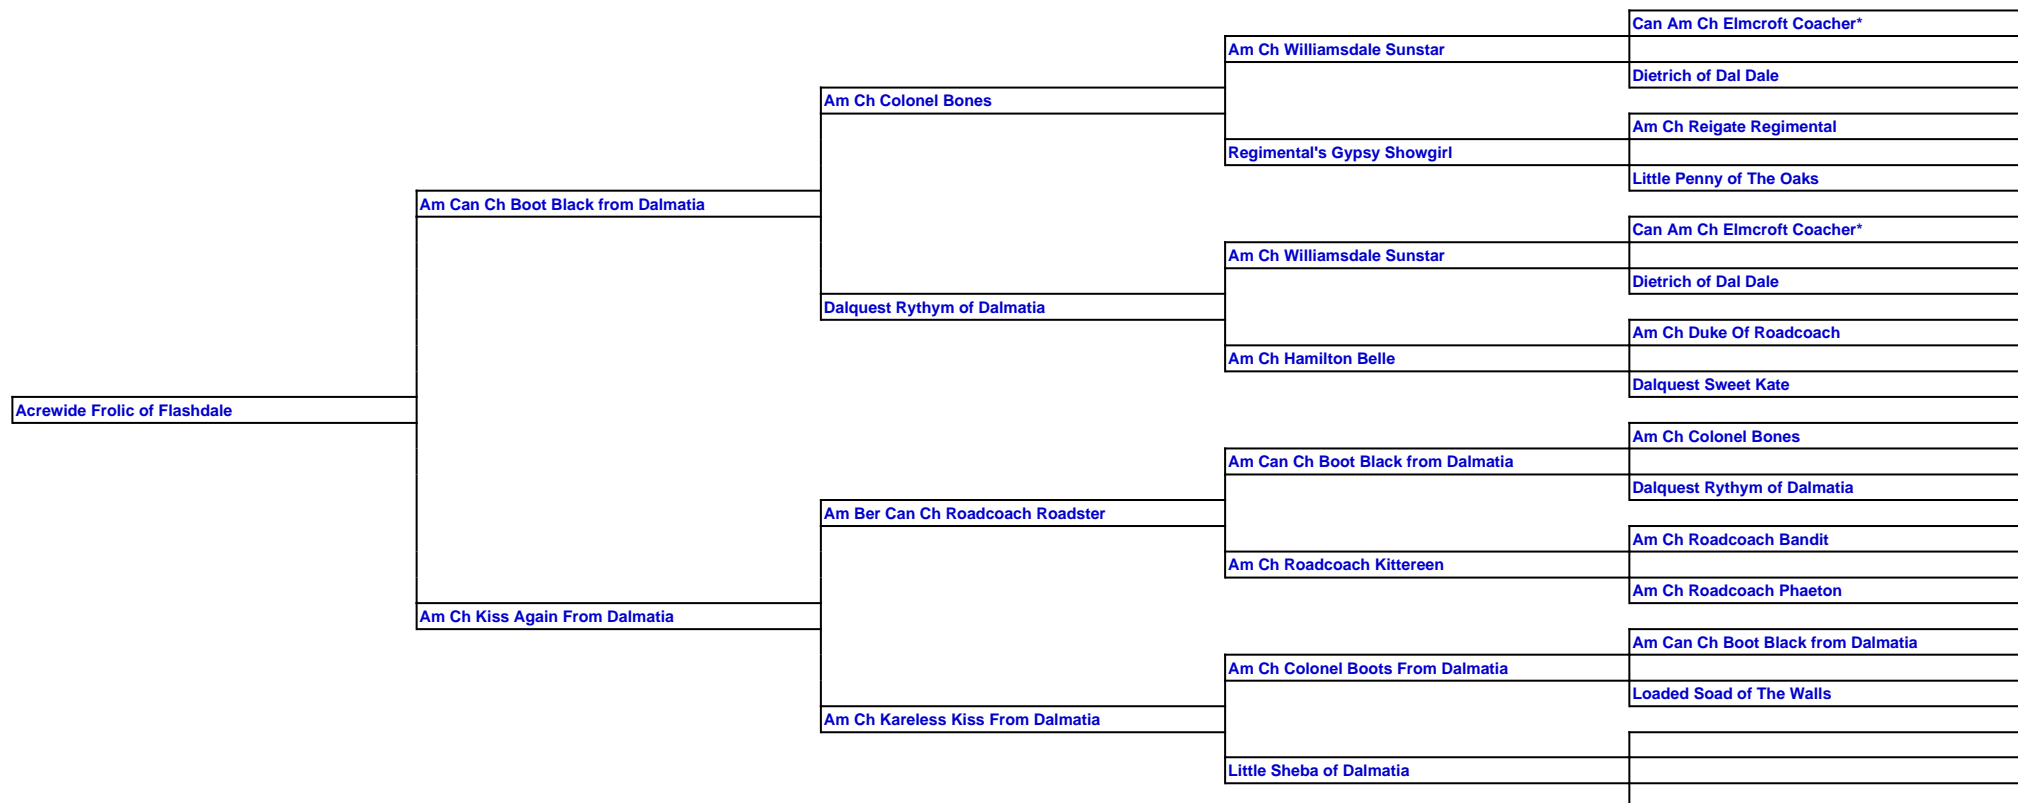 Can Am Ch Elmcroft Coacher*
Am Ch Williamsdale Sunstar
Dietrich of Dal Dale
Am Ch Colonel Bones
Am Ch Reigate Regimental
Regimental's Gypsy Showgirl
Little Penny of The Oaks
Am Can Ch Boot Black from Dalmatia
Can Am Ch Elmcroft Coacher*
Am Ch Williamsdale Sunstar
Dietrich of Dal Dale
Dalquest Rythym of Dalmatia
Am Ch Duke Of Roadcoach
Am Ch Hamilton Belle
Dalquest Sweet Kate
Acrewide Frolic of Flashdale
Am Ch Colonel Bones
Am Can Ch Boot Black from Dalmatia
Dalquest Rythym of Dalmatia
Am Ber Can Ch Roadcoach Roadster
Am Ch Roadcoach Bandit
Am Ch Roadcoach Kittereen
Am Ch Roadcoach Phaeton
Am Ch Kiss Again From Dalmatia
Am Can Ch Boot Black from Dalmatia
Am Ch Colonel Boots From Dalmatia
Loaded Soad of The Walls
Am Ch Kareless Kiss From Dalmatia
Little Sheba of Dalmatia